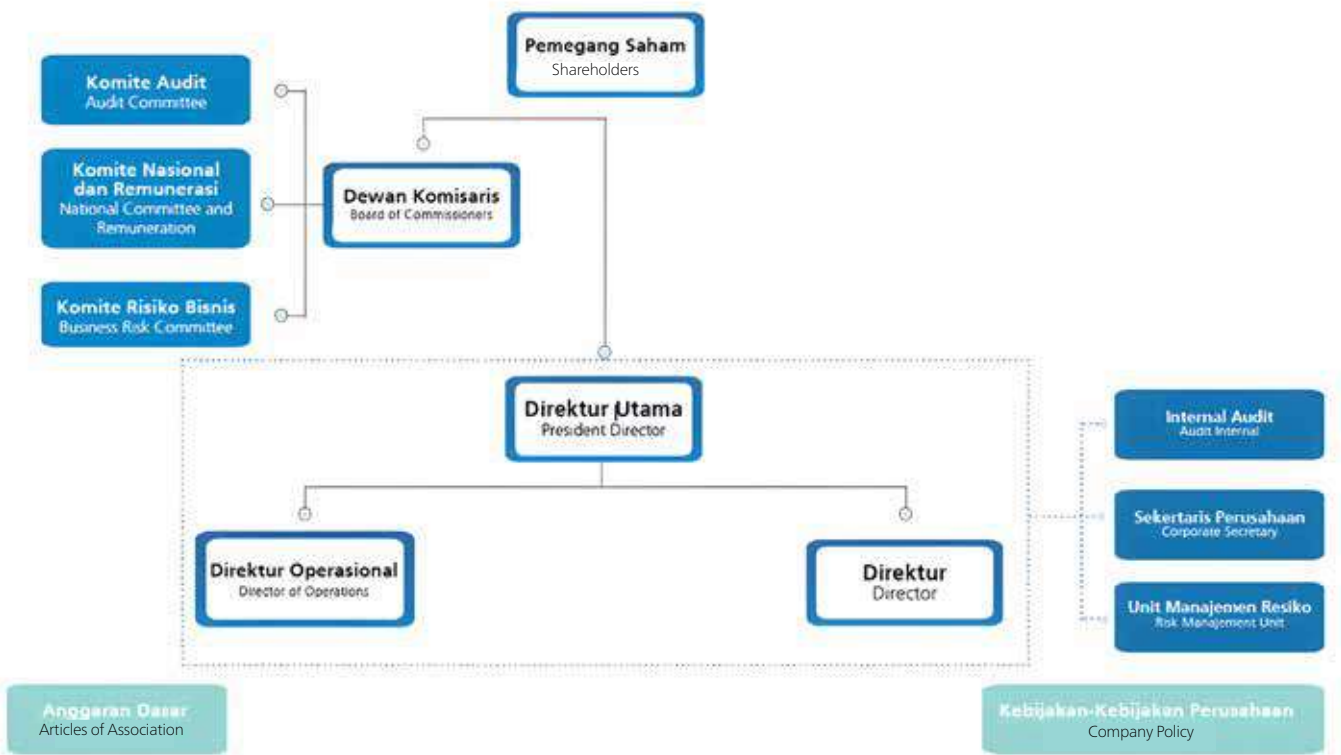 Pemegang Saham
Shareholders
Komite Audit
Audit Committee
Komite Nasional
dan Remunerasi
National Committee and
Remuneration
Dewan Komisaris
Board of Commissioners
Komite Risiko Bisnis
Business Risk Committee
Direktur Utama
President Director
Internal Audit
Audit Internal
Sekertaris Perusahaan
Corporate Secretary
Direktur Operasional
Director of Operations
Direktur
Director
Unit Manajemen Resiko
Risk Manajement Unit
Anggaran Dasar
Articles of Association
Kebijakan-Kebijakan Perusahaan
Company Policy